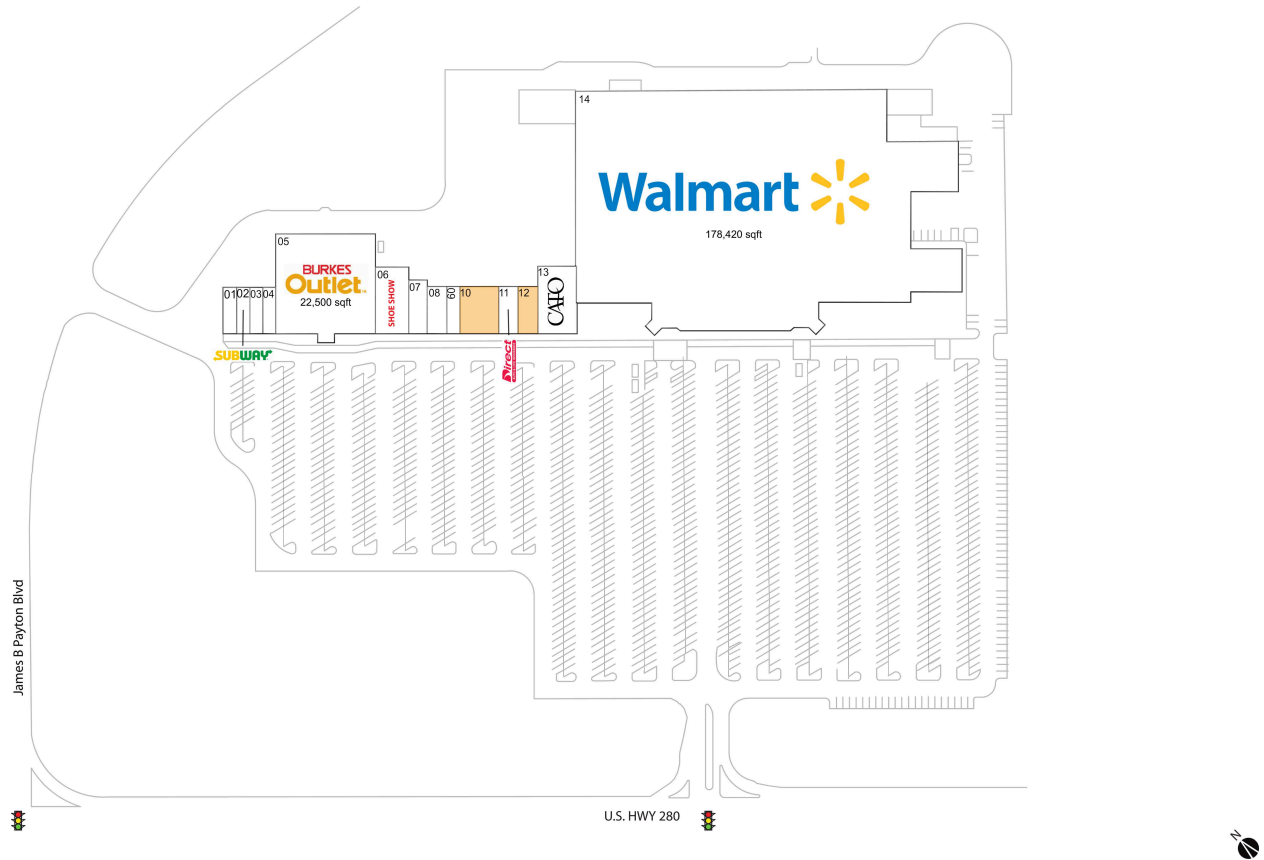 14
Walmart
178,420 sqft
05
BURKES
Outlet
22,500 sqft
06
SHOE SHOW
13
CATO
01
02
03
04
07
08
09
10
11
12
SUBWAY
Direct
James B Payton Blvd
U.S. HWY 280
N